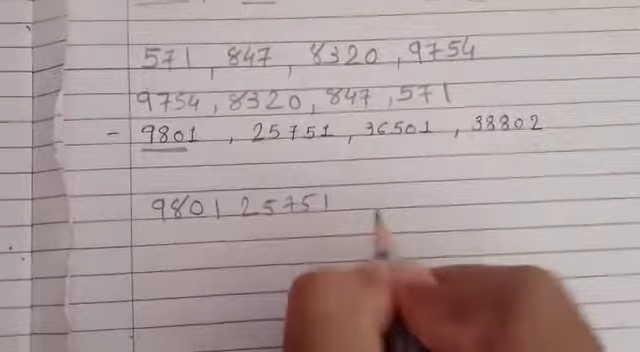 571, 847, 8320, 9754
9754, 8320, 847, 571
- 9801, 25751, 36501, 38802
9801 25751